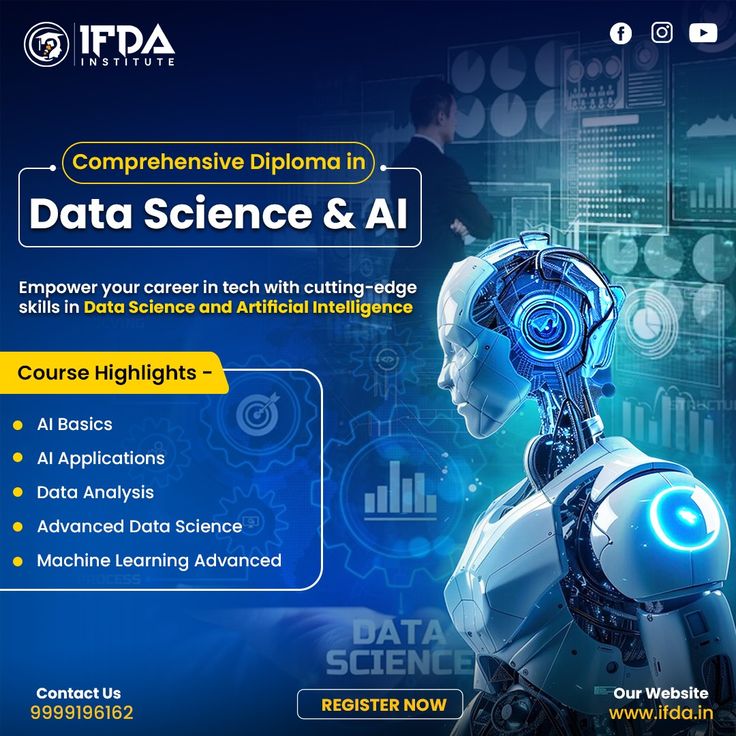 IFDA
INSTITUTE
Comprehensive Diploma in
Data Science & AI
Empower your career in tech with cutting-edge
skills in Data Science and Artificial Intelligence
Course Highlights -
AI Basics
AI Applications
Data Analysis
Advanced Data Science
Machine Learning Advanced
PROCESS
DATA
SCIENCE
Contact Us
9999196162
REGISTER NOW
Our Website
www.ifda.in